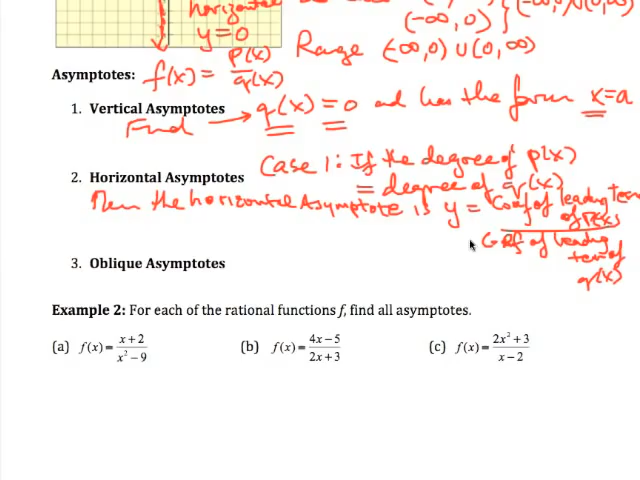 horizontal
y=0
(-∞,0)
Range (-∞,0) ∪ (0,∞)
Asymptotes: f(x) = p(x)/q(x)
1. Vertical Asymptotes
Find → q(x) = 0 and has the form x=a
2. Horizontal Asymptotes
Case 1: If the degree of p(x)
= degree of q(x)
Then the horizontal Asymptote is y = Coef of leading term
of p(x)
Coef of leading
term of
q(x)
3. Oblique Asymptotes
Example 2: For each of the rational functions f, find all asymptotes.
(a) f(x) = (x+2)/(x²−9) (b) f(x) = (4x−5)/(2x+3) (c) f(x) = (2x²+3)/(x−2)